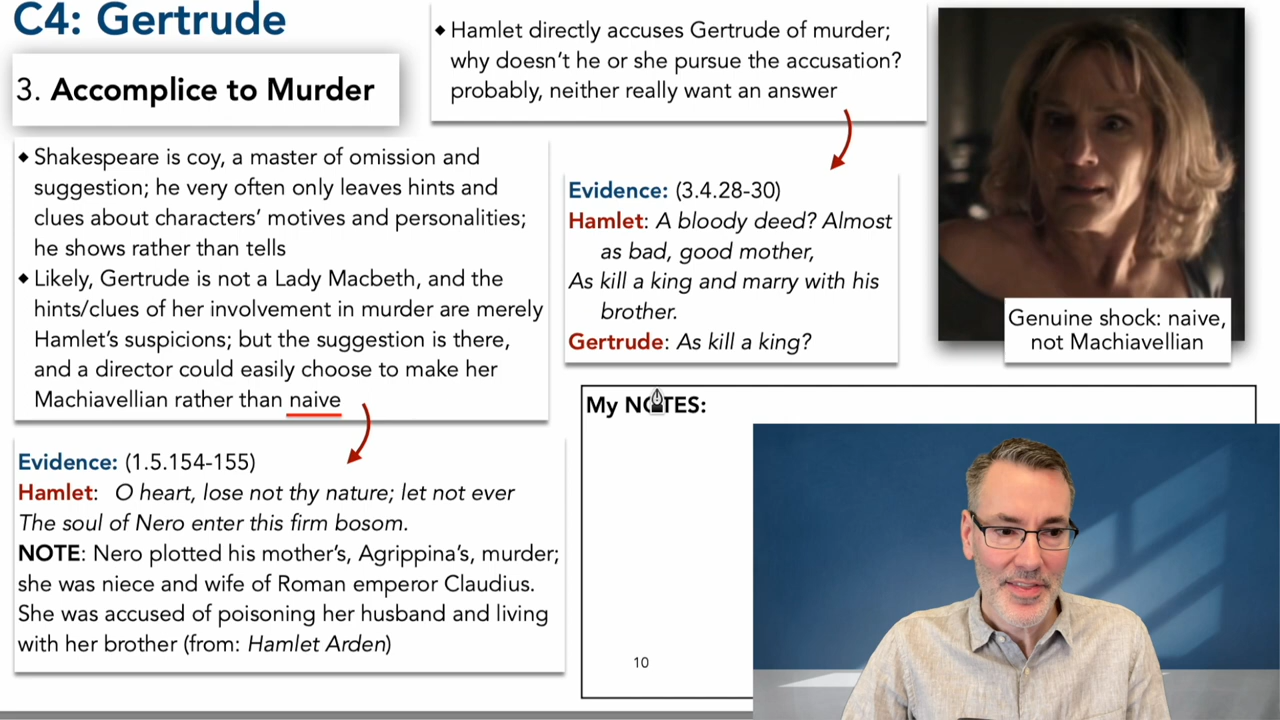 C4: Gertrude
3. Accomplice to Murder
◆ Shakespeare is coy, a master of omission and
suggestion; he very often only leaves hints and
clues about characters’ motives and personalities;
he shows rather than tells
◆ Likely, Gertrude is not a Lady Macbeth, and the
hints/clues of her involvement in murder are merely
Hamlet’s suspicions; but the suggestion is there,
and a director could easily choose to make her
Machiavellian rather than naive
Evidence: (1.5.154-155)
Hamlet: O heart, lose not thy nature; let not ever
The soul of Nero enter this firm bosom.
NOTE: Nero plotted his mother’s, Agrippina’s, murder;
she was niece and wife of Roman emperor Claudius.
She was accused of poisoning her husband and living
with her brother (from: Hamlet Arden)
◆ Hamlet directly accuses Gertrude of murder;
why doesn’t he or she pursue the accusation?
probably, neither really want an answer
Evidence: (3.4.28-30)
Hamlet: A bloody deed? Almost
as bad, good mother,
As kill a king and marry with his
brother.
Gertrude: As kill a king?
Genuine shock: naive,
not Machiavellian
My NOTES:
10